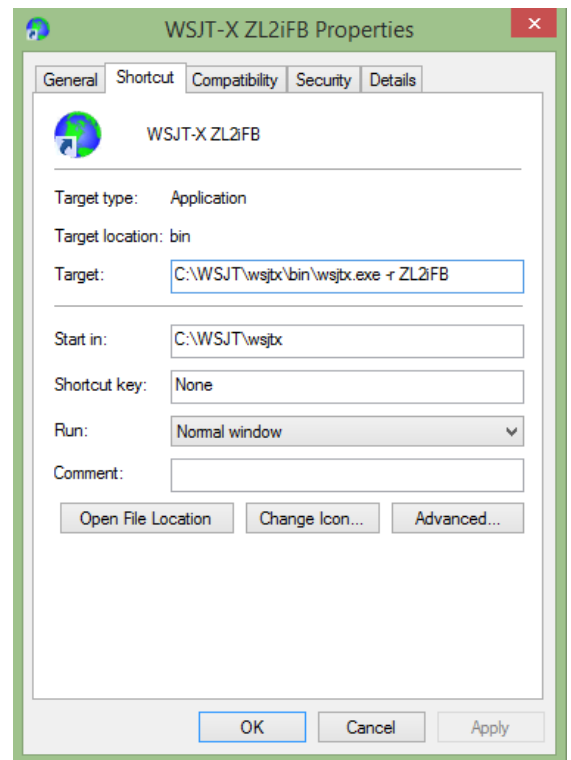 WSJT-X ZL2iFB Properties
General Shortcut Compatibility Security Details
WSJT-X ZL2iFB
Target type: Application
Target location: bin
Target: C:\WSJT\wsjtx\bin\wsjtx.exe -r ZL2iFB
Start in: C:\WSJT\wsjtx
Shortcut key: None
Run: Normal window
Comment:
Open File Location Change Icon... Advanced...
OK Cancel Apply